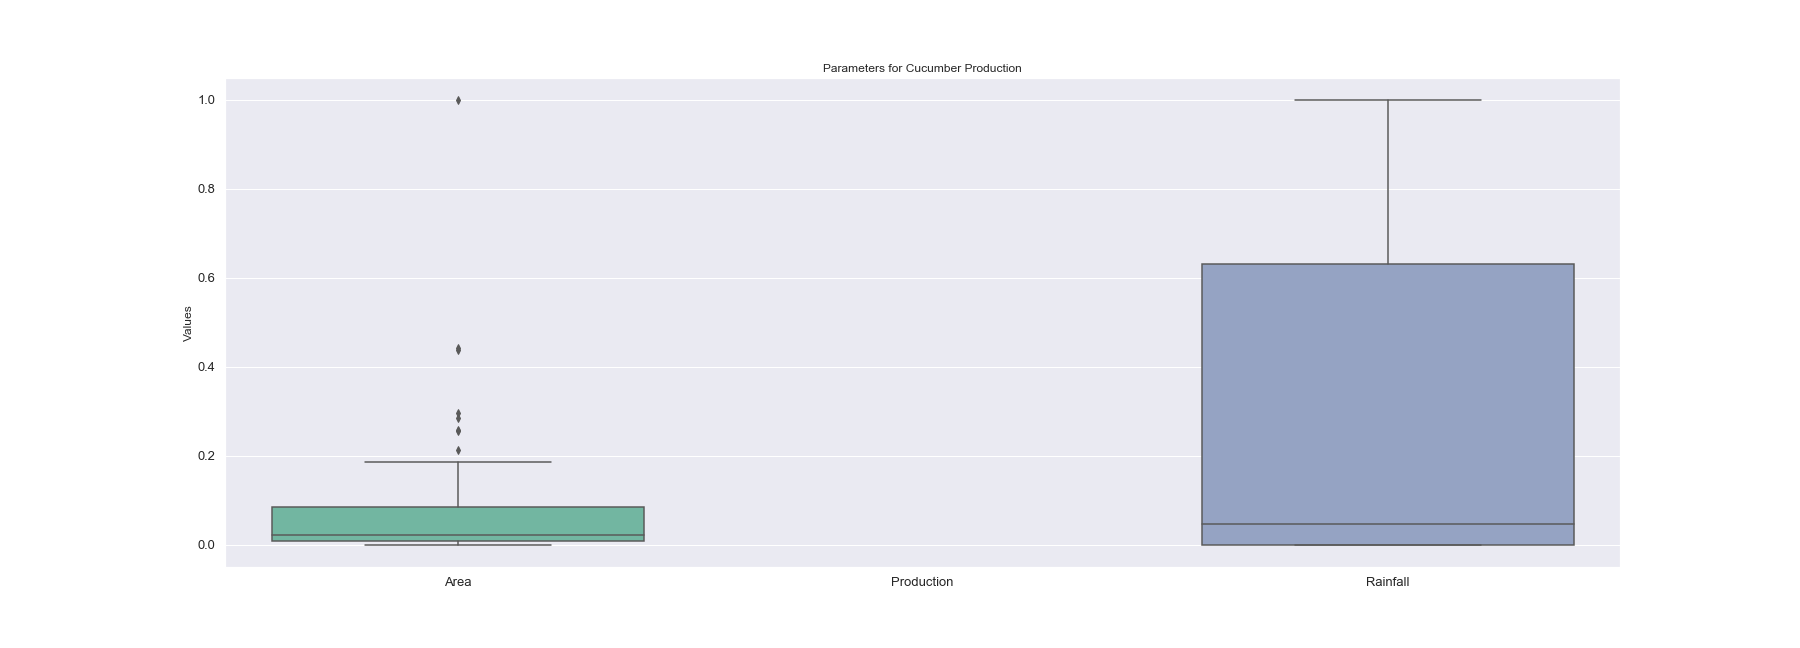 Parameters for Cucumber Production
1.0
0.8
0.6
0.4
0.2
0.0
Values
Area
Production
Rainfall